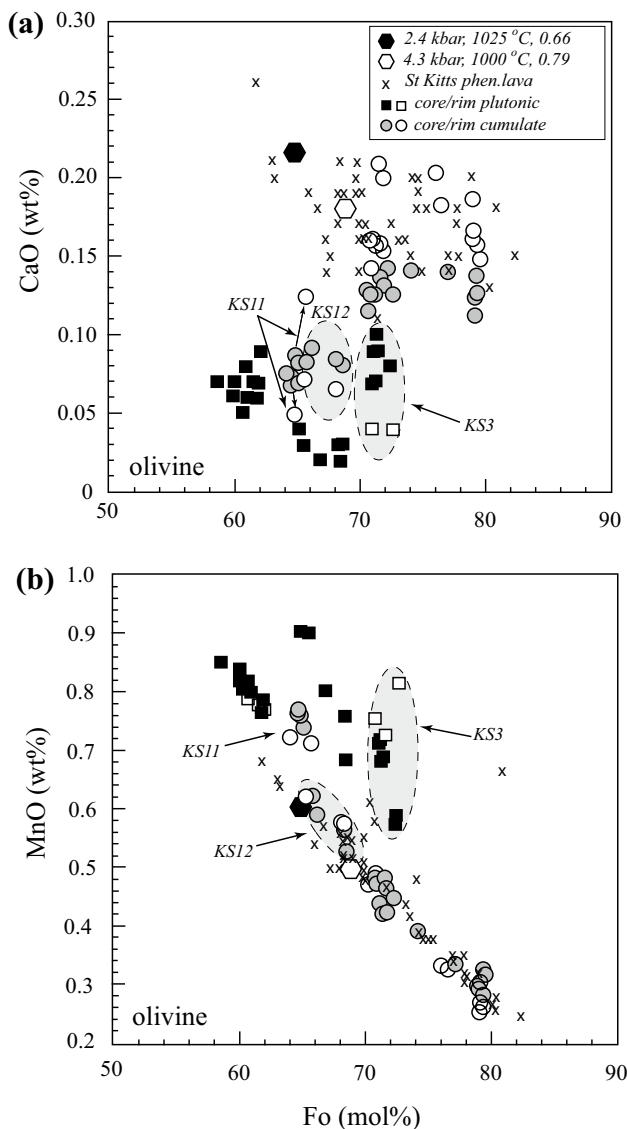 (a)
0.30
0.25
0.20
0.15
0.10
0.05
0
CaO (wt%)
2.4 kbar, 1025 °C, 0.66
4.3 kbar, 1000 °C, 0.79
x St Kitts phen.lava
core/rim plutonic
core/rim cumulate
KS11
KS12
KS3
olivine
60 70 80 90
(b)
1.0
0.9
0.8
0.7
0.6
0.5
0.4
0.3
0.2
MnO (wt%)
KS11
KS3
KS12
olivine
50 60 70 80 90
Fo (mol%)